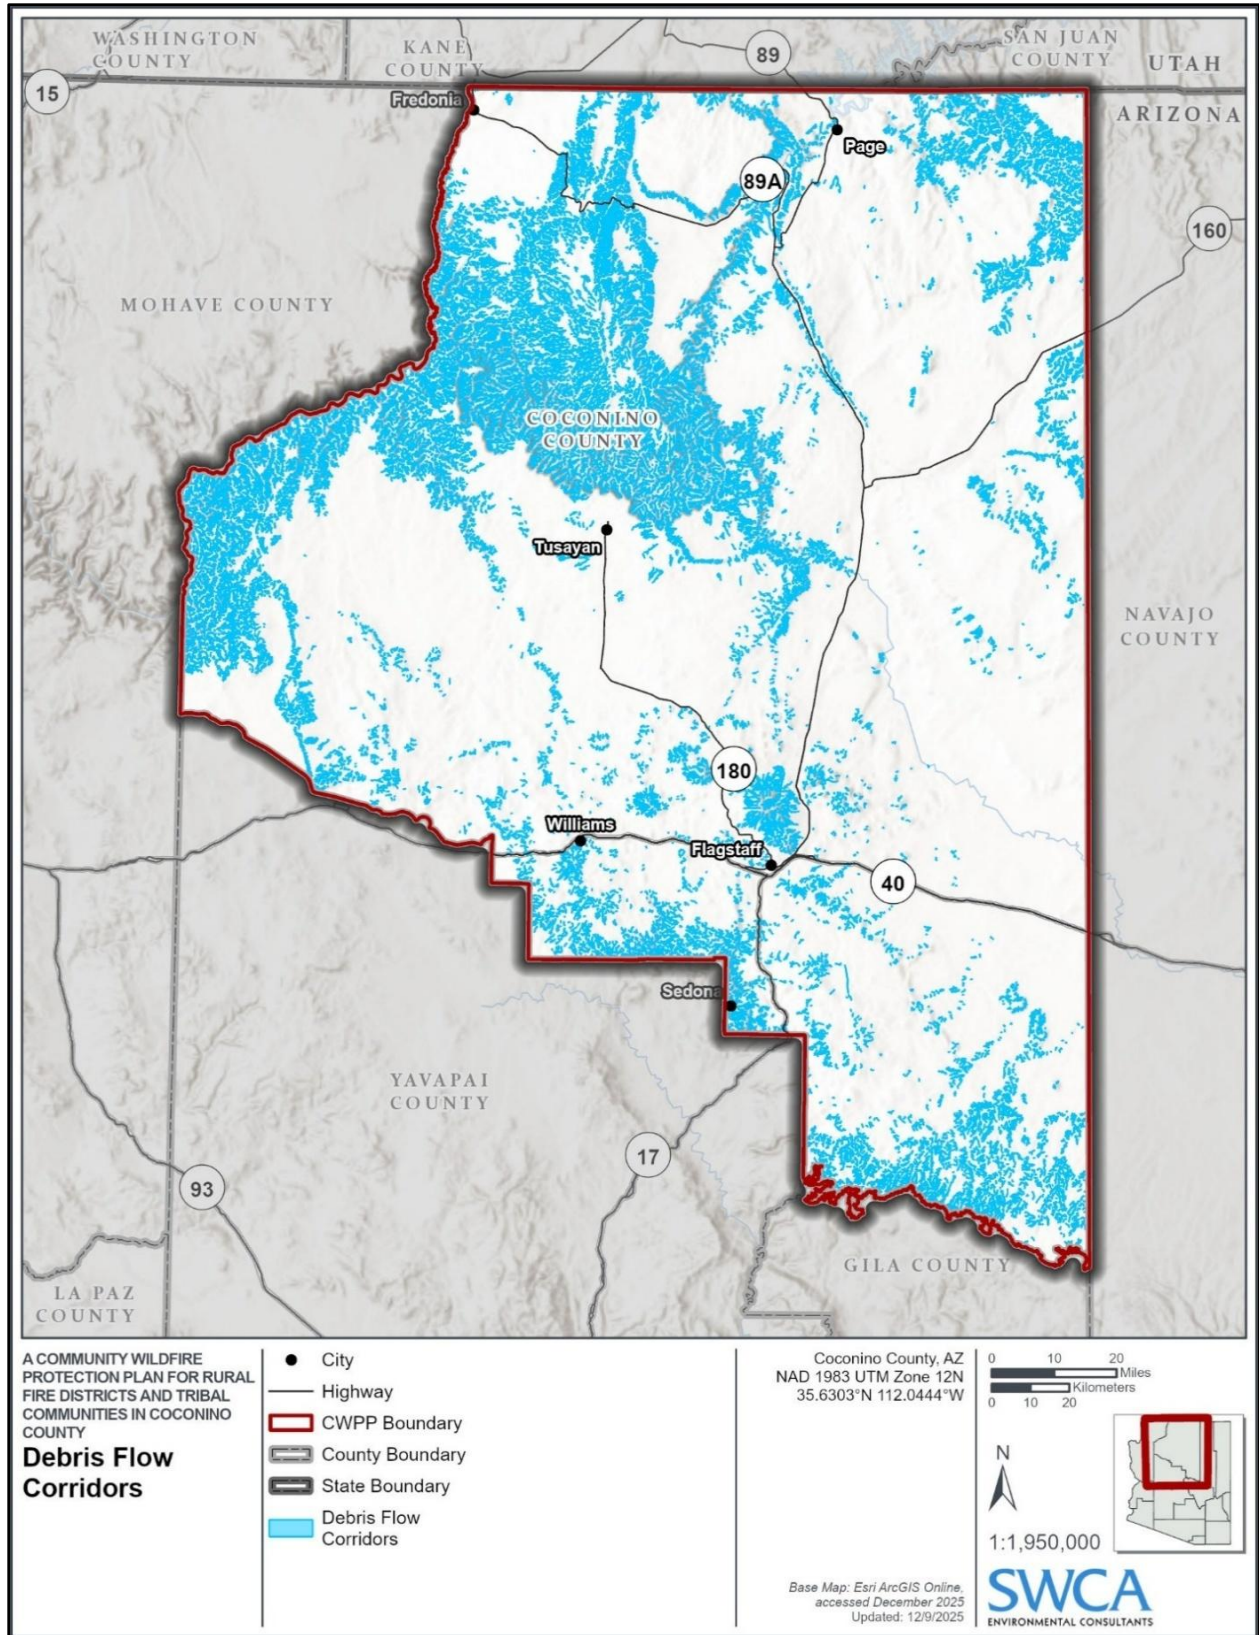 WASHINGTON
COUNTY
KANE
COUNTY
89
SAN JUAN
COUNTY
UTAH
15
Fredonia
ARIZONA
Page
89A
160
MOHAVE COUNTY
COCONINO
COUNTY
Tusayan
NAVAJO
COUNTY
180
Williams
Flagstaff
40
Sedona
YAVAPAI
COUNTY
17
93
GILA COUNTY
LA PAZ
COUNTY
A COMMUNITY WILDFIRE
PROTECTION PLAN FOR RURAL
FIRE DISTRICTS AND TRIBAL
COMMUNITIES IN COCONINO
COUNTY
Debris Flow
Corridors
City
Highway
CWPP Boundary
County Boundary
State Boundary
Debris Flow
Corridors
Coconino County, AZ
NAD 1983 UTM Zone 12N
35.6303°N 112.0444°W
Base Map: Esri ArcGIS Online,
accessed December 2025
Updated: 12/9/2025
0 10 20
Miles
Kilometers
0 10 20
N
1:1,950,000
SWCA
ENVIRONMENTAL CONSULTANTS